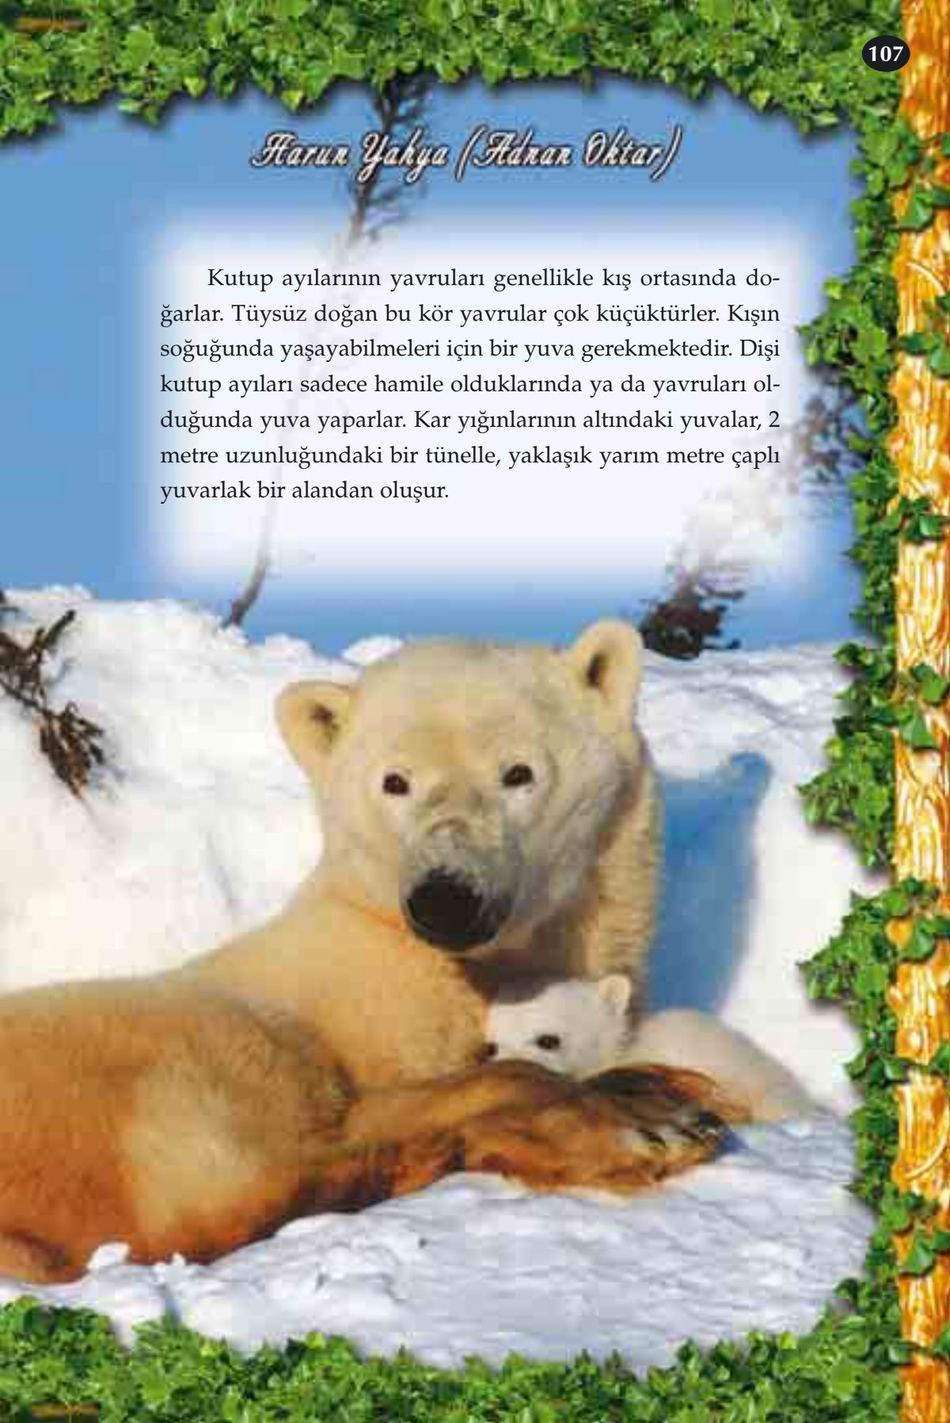 107
Harun Yahya (Adnan Oktar)
Kutup ayılarının yavruları genellikle kış ortasında do-
ğarlar. Tüysüz doğan bu kör yavrular çok küçüktürler. Kışın
soğuğunda yaşayabilmeleri için bir yuva gerekmektedir. Dişi
kutup ayıları sadece hamile olduklarında ya da yavruları ol-
duğunda yuva yaparlar. Kar yığınlarının altındaki yuvalar, 2
metre uzunluğundaki bir tünelle, yaklaşık yarım metre çaplı
yuvarlak bir alandan oluşur.